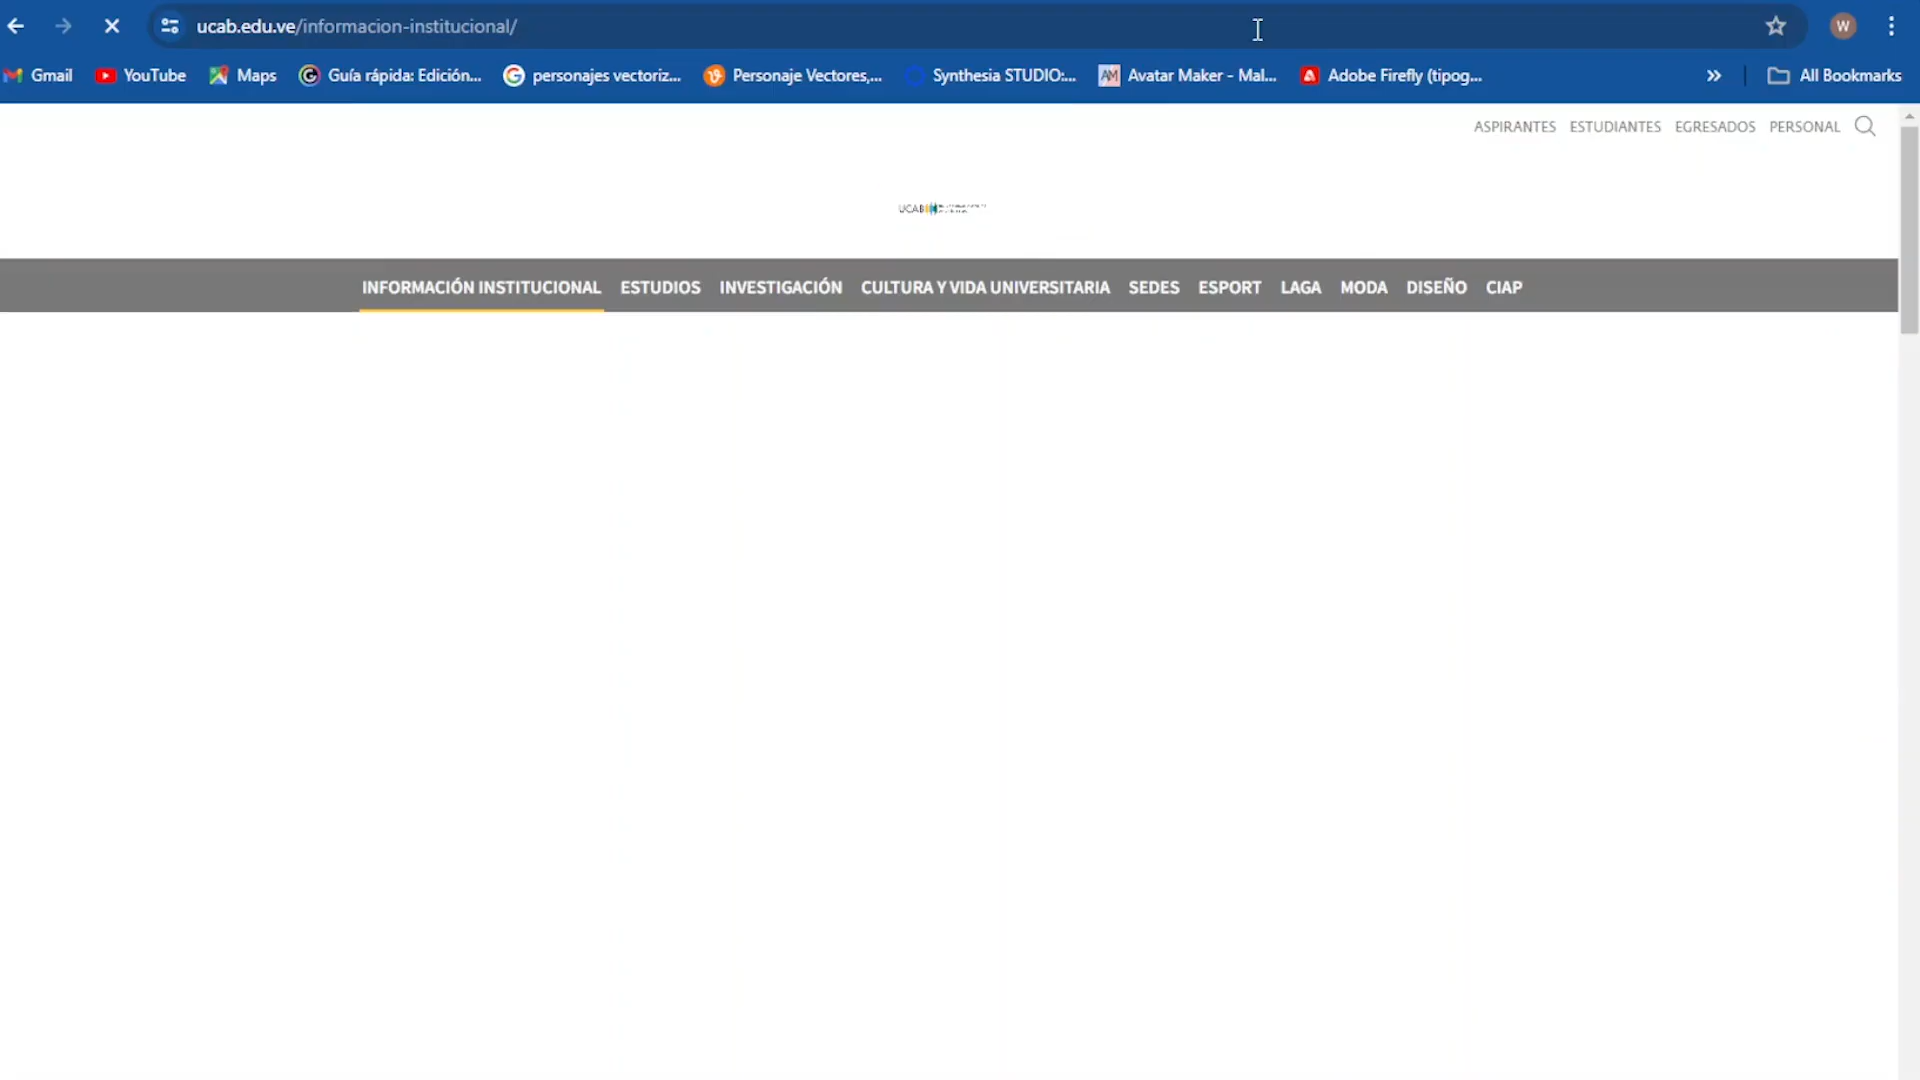 ucab.edu.ve/informacion-institucional/
W
Gmail YouTube Maps Guía rápida: Edición... personajes vectoriz... Personaje Vectores,... Synthesia STUDIO:... AM Avatar Maker - Mal... Adobe Firefly (tipog... » All Bookmarks
ASPIRANTES ESTUDIANTES EGRESADOS PERSONAL
UCAB
INFORMACIÓN INSTITUCIONAL ESTUDIOS INVESTIGACIÓN CULTURA Y VIDA UNIVERSITARIA SEDES ESPORT LAGA MODA DISEÑO CIAP